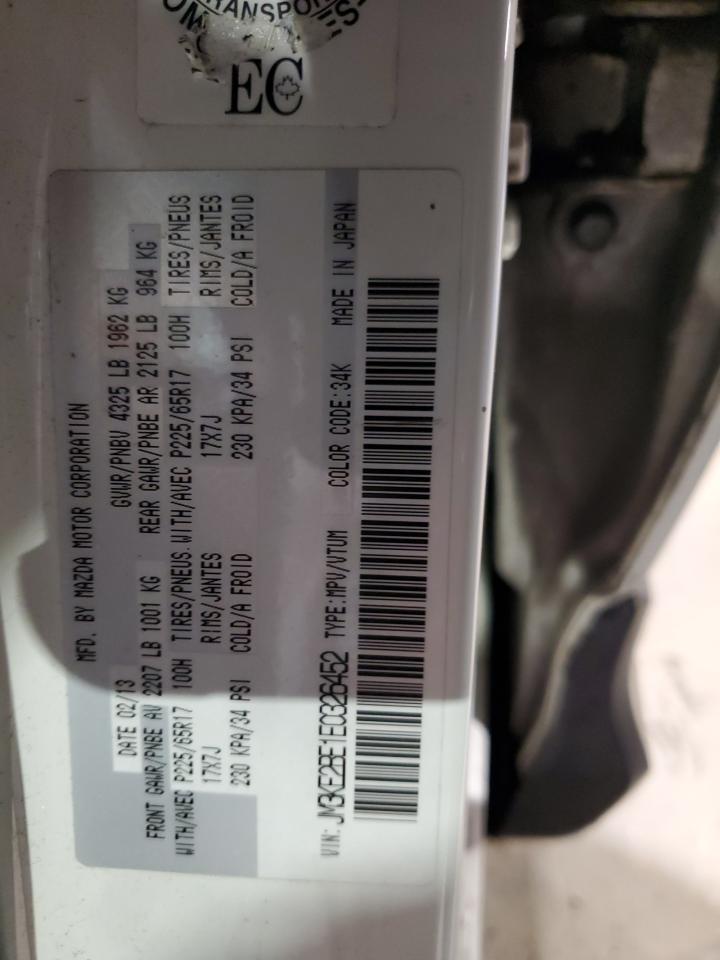 TRANSPO
EC
MFD. BY MAZDA MOTOR CORPORATION
DATE 02/13 GVWR/PNBV 4325 LB 1962 KG
FRONT GAWR/PNBE AV 2207 LB 1001 KG REAR GAWR/PNBE AR 2125 LB 964 KG
WITH/AVEC P225/65R17 100H TIRES/PNEUS.WITH/AVEC P225/65R17 100H TIRES/PNEUS
17X7J RIMS/JANTES 17X7J RIMS/JANTES
230 KPA/34 PSI COLD/A FROID 230 KPA/34 PSI COLD/A FROID
VIN: JM3KE2BE1E0326452 TYPE:MPV/VTUM COLOR CODE:34K MADE IN JAPAN